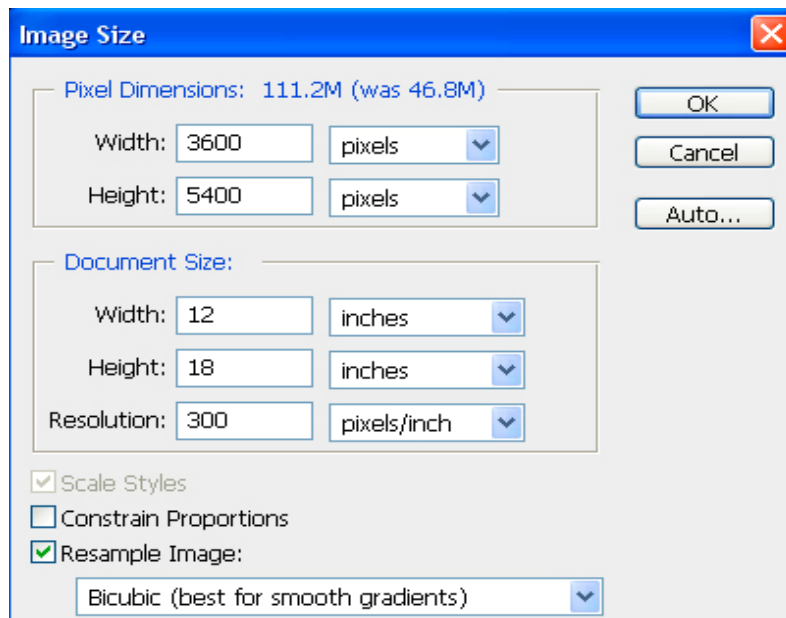 Image Size
Pixel Dimensions: 111.2M (was 46.8M)
OK
Width: 3600 pixels
Cancel
Height: 5400 pixels
Auto...
Document Size:
Width: 12 inches
Height: 18 inches
Resolution: 300 pixels/inch
Scale Styles
Constrain Proportions
Resample Image:
Bicubic (best for smooth gradients)